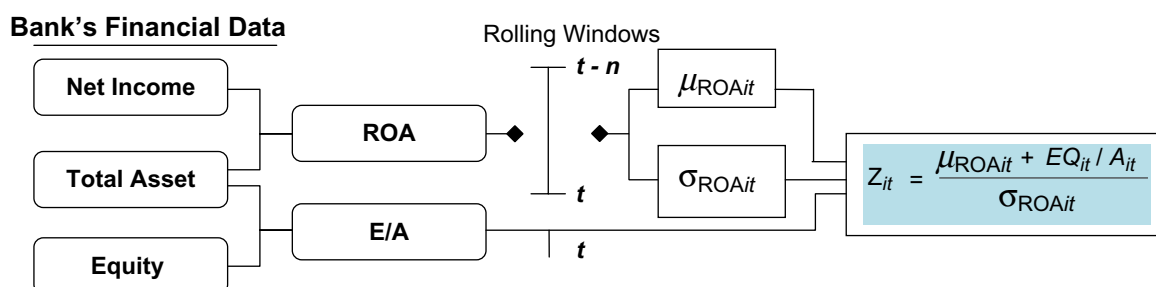 Bank's Financial Data
Rolling Windows
Net Income
Total Asset
Equity
ROA
E/A
t - n
t
t
μROAit
σROAit
Zit = μROAit + EQit / Ait
σROAit